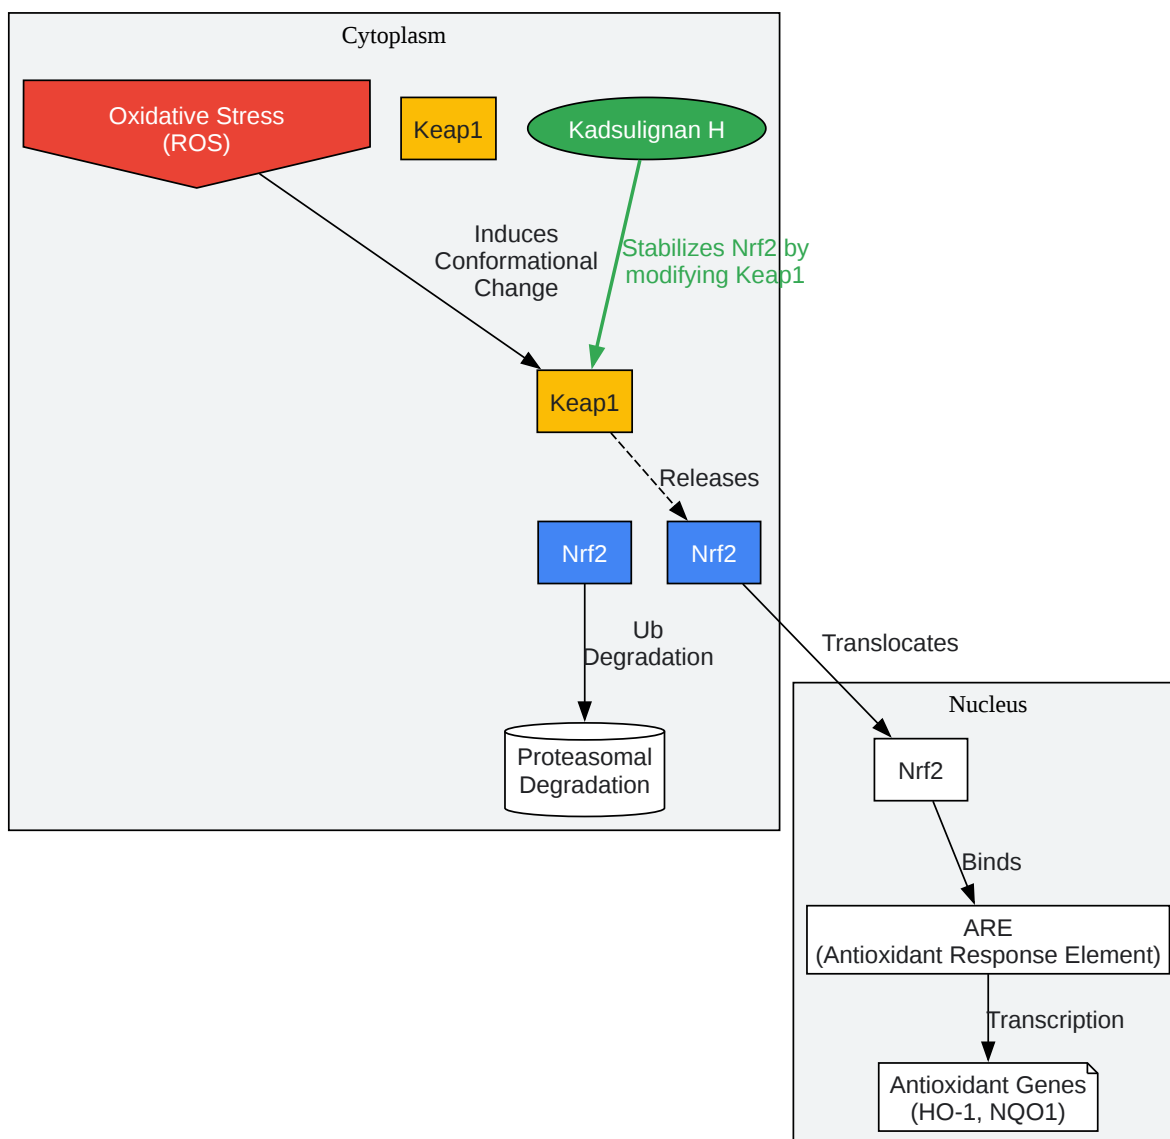 Cytoplasm
Oxidative Stress
(ROS)
Keap1
Kadsulignan H
Induces
Conformational
Change
Stabilizes Nrf2 by
modifying Keap1
Keap1
Releases
Nrf2
Nrf2
Ub
Degradation
Translocates
Proteasomal
Degradation
Nucleus
Nrf2
Binds
ARE
(Antioxidant Response Element)
Transcription
Antioxidant Genes
(HO-1, NQO1)